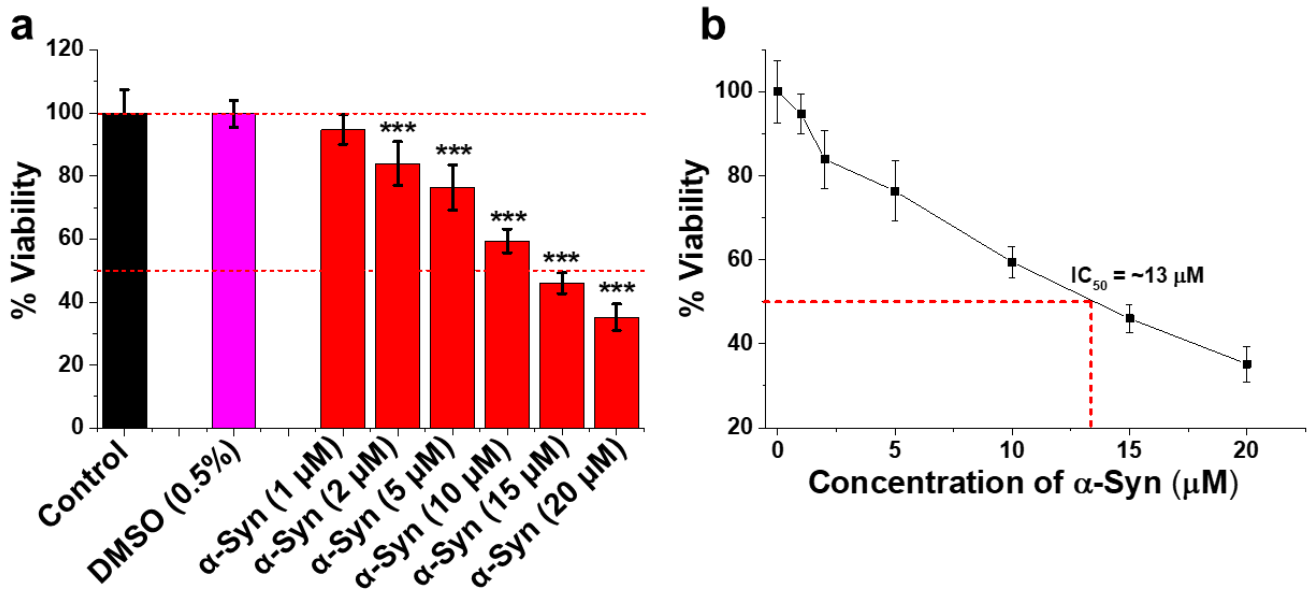 a
120
100
80
60
40
20
0
% Viability
***
***
***
***
***
Control
DMSO (0.5%)
α-Syn (1 μM)
α-Syn (2 μM)
α-Syn (5 μM)
α-Syn (10 μM)
α-Syn (15 μM)
α-Syn (20 μM)
b
100
80
60
40
20
% Viability
IC50 = ~13 μM
0
5
10
15
20
Concentration of α-Syn (μM)